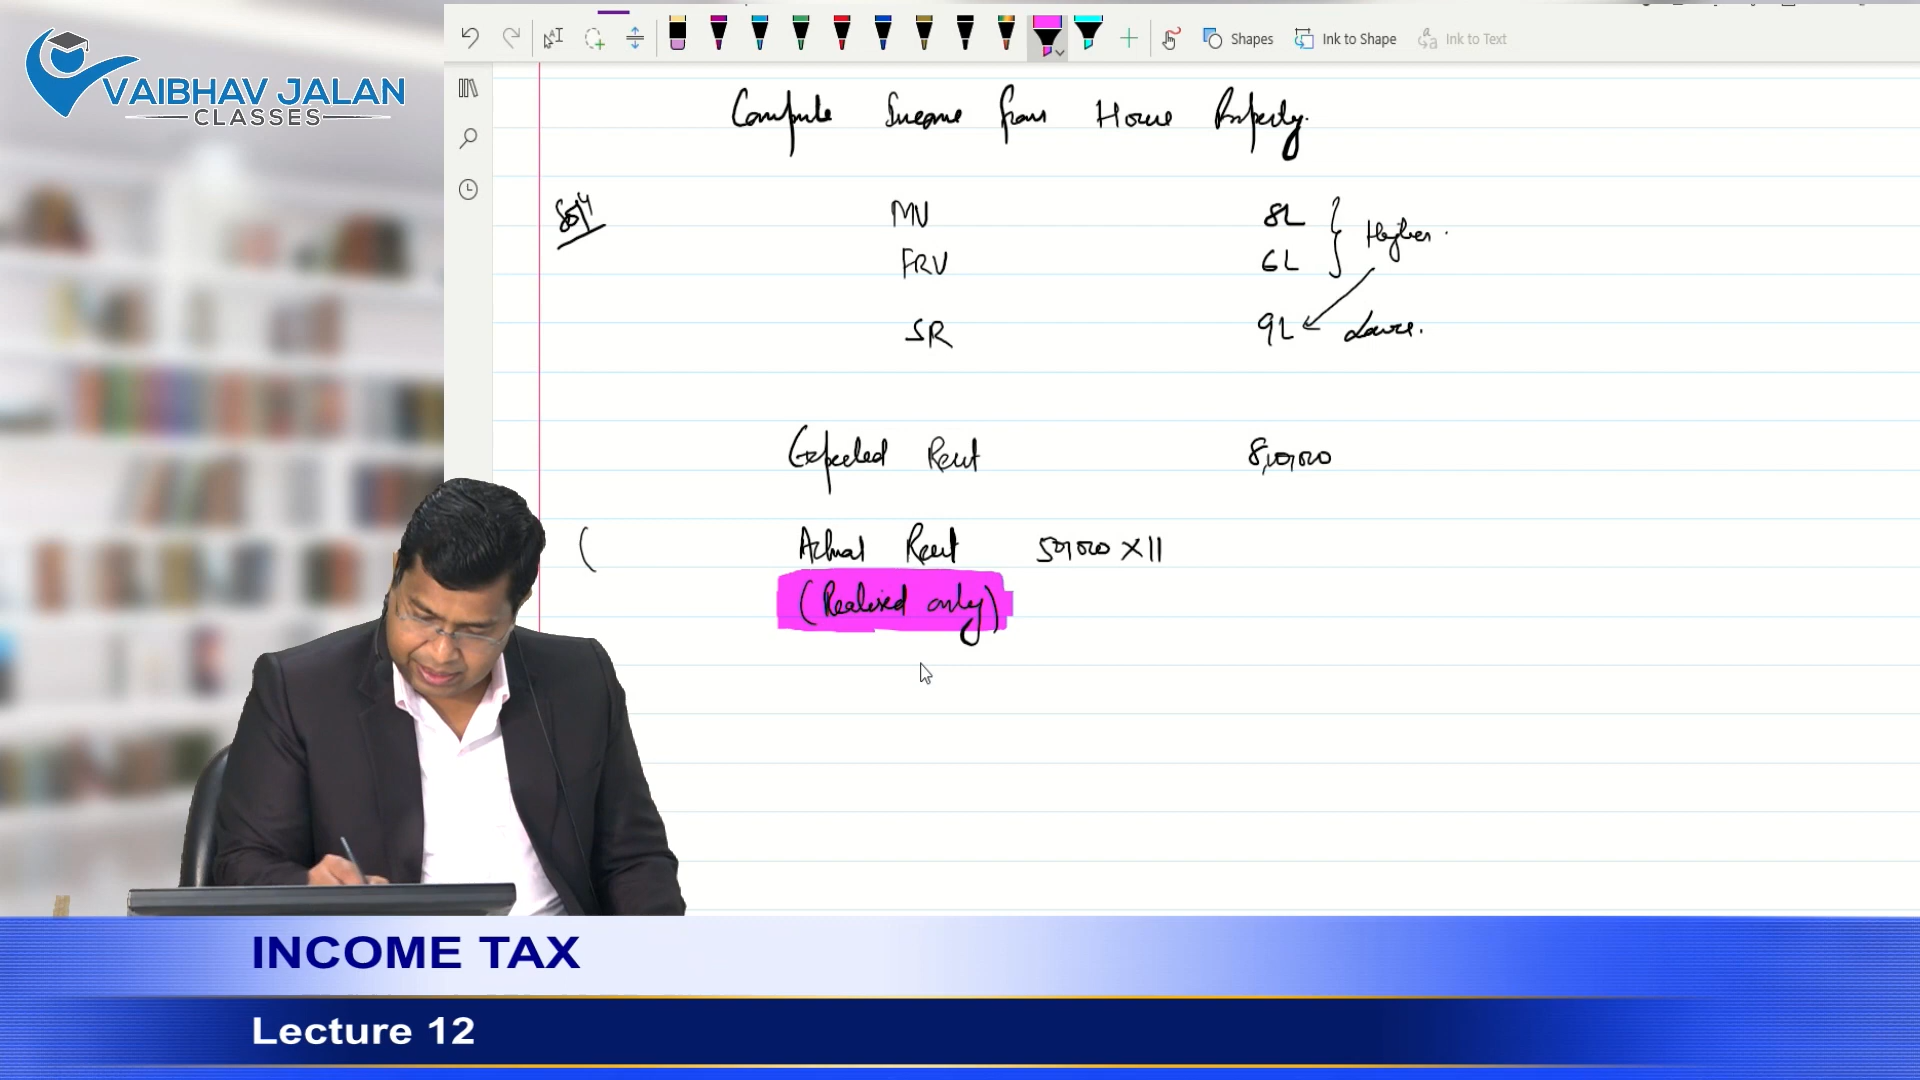 VAIBHAV JALAN
CLASSES
Shapes
Ink to Shape
Ink to Text
Compute Income from House Property.
Soln
MV 8L
Higher.
FRV 6L
SR 9L Lower.
Expected Rent 8,00,000
( Actual Rent 50,000 × 11
(Realised only)
INCOME TAX
Lecture 12